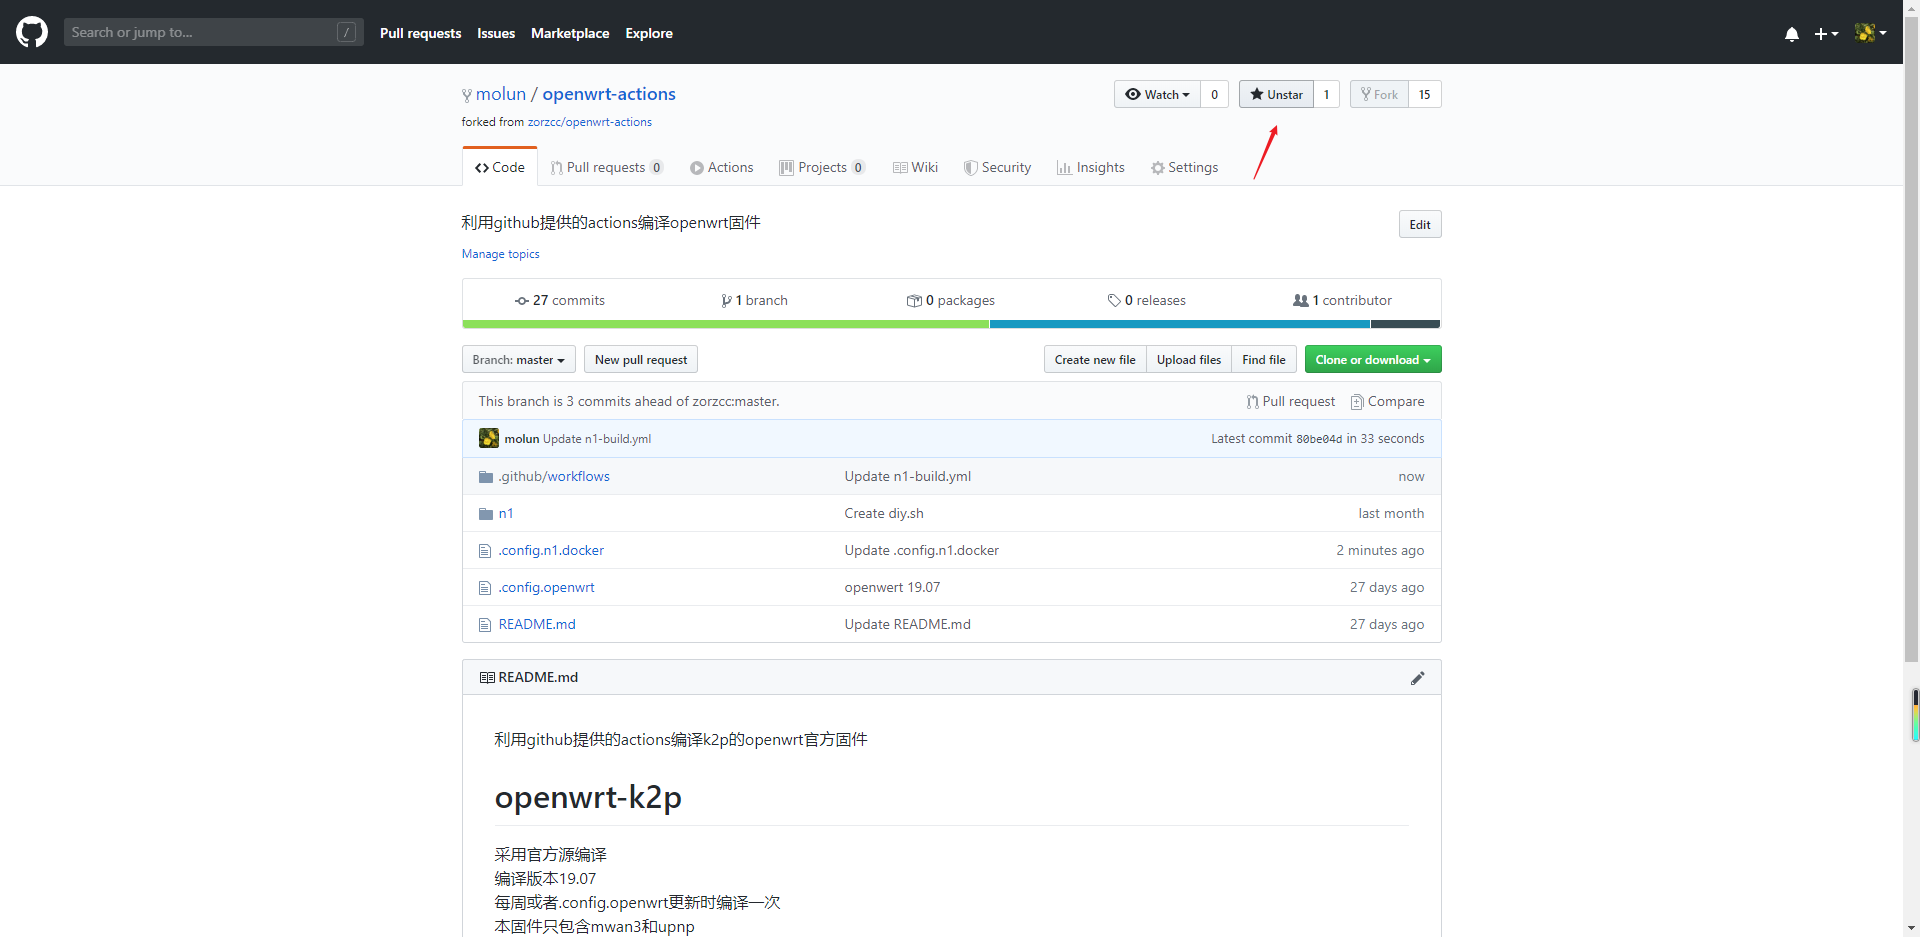 Search or jump to... / Pull requests Issues Marketplace Explore
molun / openwrt-actions Watch 0 Unstar 1 Fork 15
forked from zorzcc/openwrt-actions
Code Pull requests 0 Actions Projects 0 Wiki Security Insights Settings
利用github提供的actions编译openwrt固件 Edit
Manage topics
27 commits 1 branch 0 packages 0 releases 1 contributor
Branch: master New pull request Create new file Upload files Find file Clone or download
This branch is 3 commits ahead of zorzcc:master. Pull request Compare
molun Update n1-build.yml Latest commit 80be04d in 33 seconds
.github/workflows Update n1-build.yml now
n1 Create diy.sh last month
.config.n1.docker Update .config.n1.docker 2 minutes ago
.config.openwrt openwert 19.07 27 days ago
README.md Update README.md 27 days ago
README.md
利用github提供的actions编译k2p的openwrt官方固件
openwrt-k2p
采用官方源编译
编译版本19.07
每周或者.config.openwrt更新时编译一次
本固件只包含mwan3和upnp